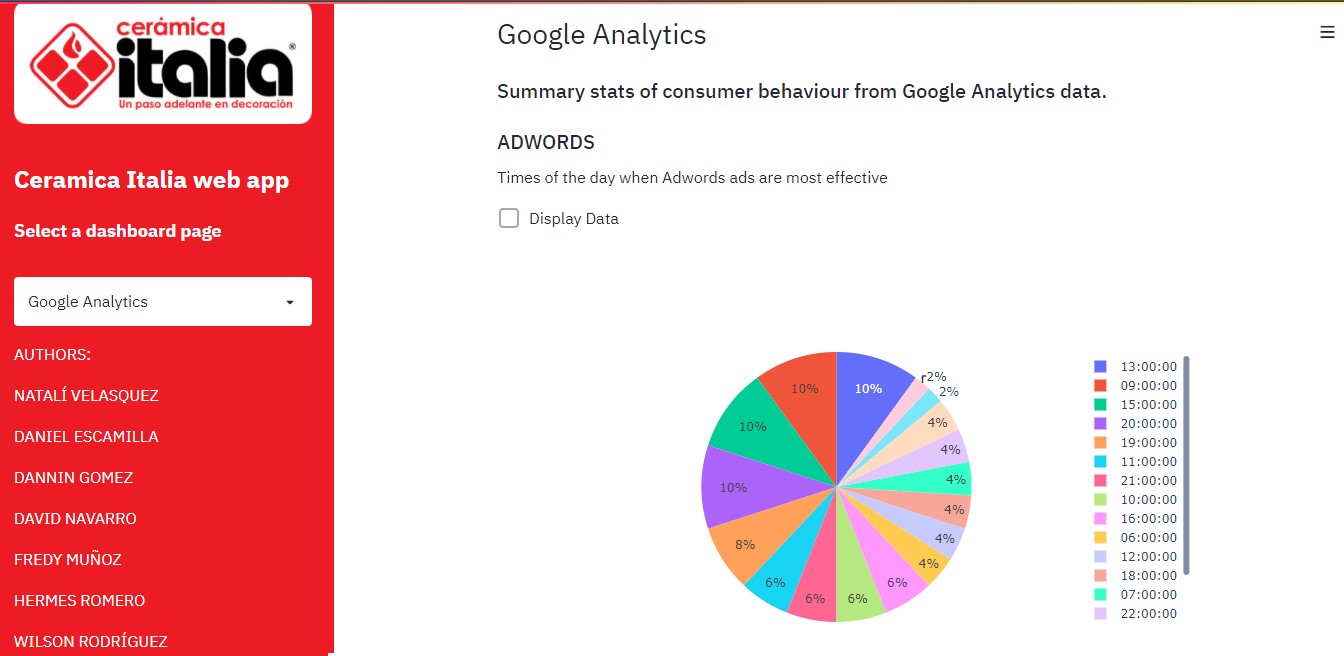 cerámica
italia®
Un paso adelante en decoración
Ceramica Italia web app
Select a dashboard page
Google Analytics
AUTHORS:
NATALÍ VELASQUEZ
DANIEL ESCAMILLA
DANNIN GOMEZ
DAVID NAVARRO
FREDY MUÑOZ
HERMES ROMERO
WILSON RODRÍGUEZ
Google Analytics
Summary stats of consumer behaviour from Google Analytics data.
ADWORDS
Times of the day when Adwords ads are most effective
Display Data
10%
2%
2%
4%
4%
4%
4%
4%
4%
6%
6%
6%
6%
8%
10%
10%
10%
13:00:00
09:00:00
15:00:00
20:00:00
19:00:00
11:00:00
21:00:00
10:00:00
16:00:00
06:00:00
12:00:00
18:00:00
07:00:00
22:00:00